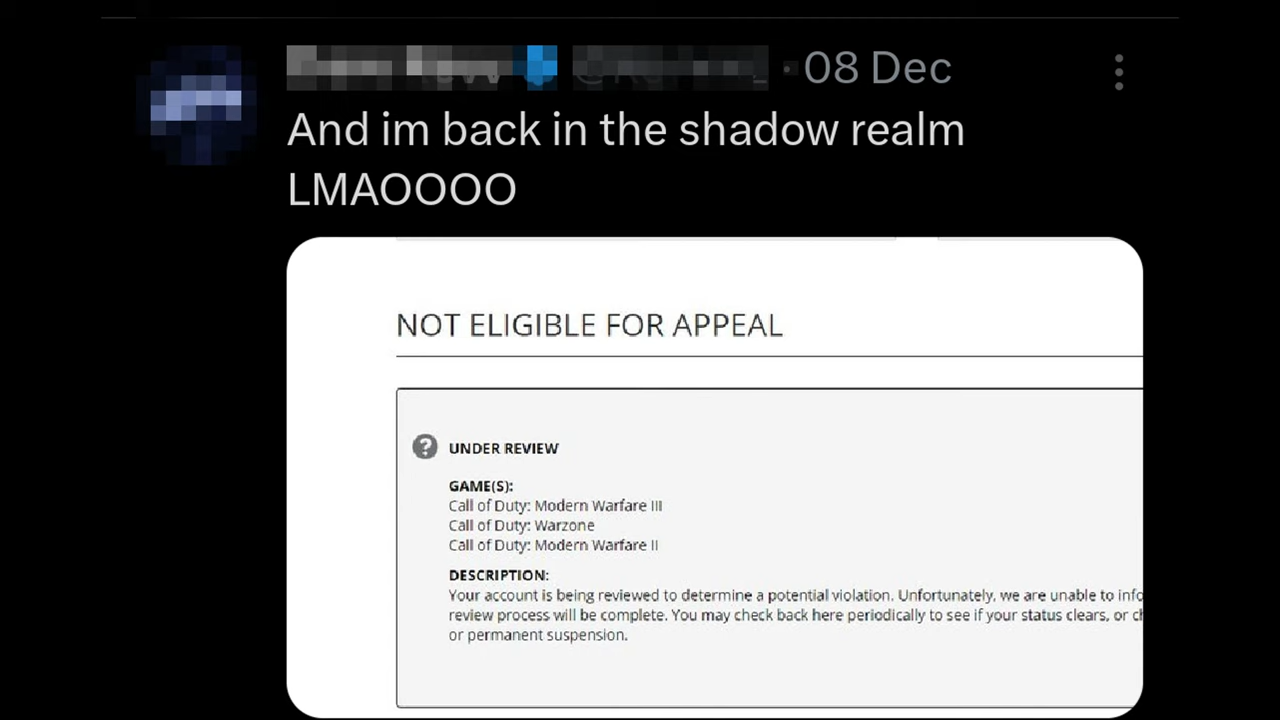 08 Dec
And im back in the shadow realm
LMAOOOO
NOT ELIGIBLE FOR APPEAL
UNDER REVIEW
GAME(S):
Call of Duty: Modern Warfare III
Call of Duty: Warzone
Call of Duty: Modern Warfare II
DESCRIPTION:
Your account is being reviewed to determine a potential violation. Unfortunately, we are unable to info
review process will be complete. You may check back here periodically to see if your status clears, or ch
or permanent suspension.